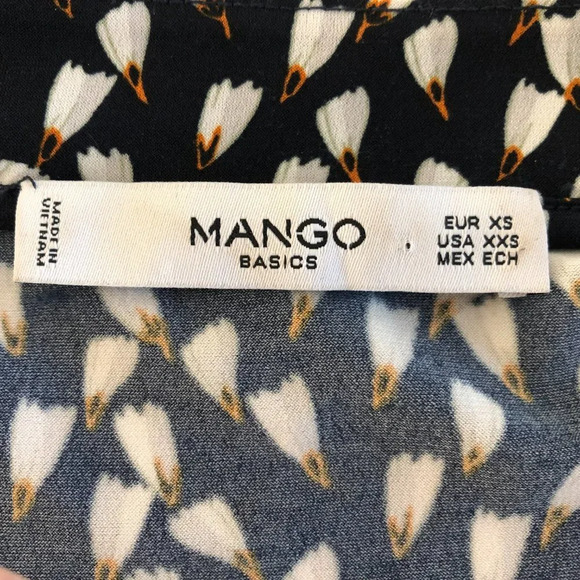 MADE IN
VIETNAM
MANGO
BASICS
EUR XS
USA XXS
MEX ECH